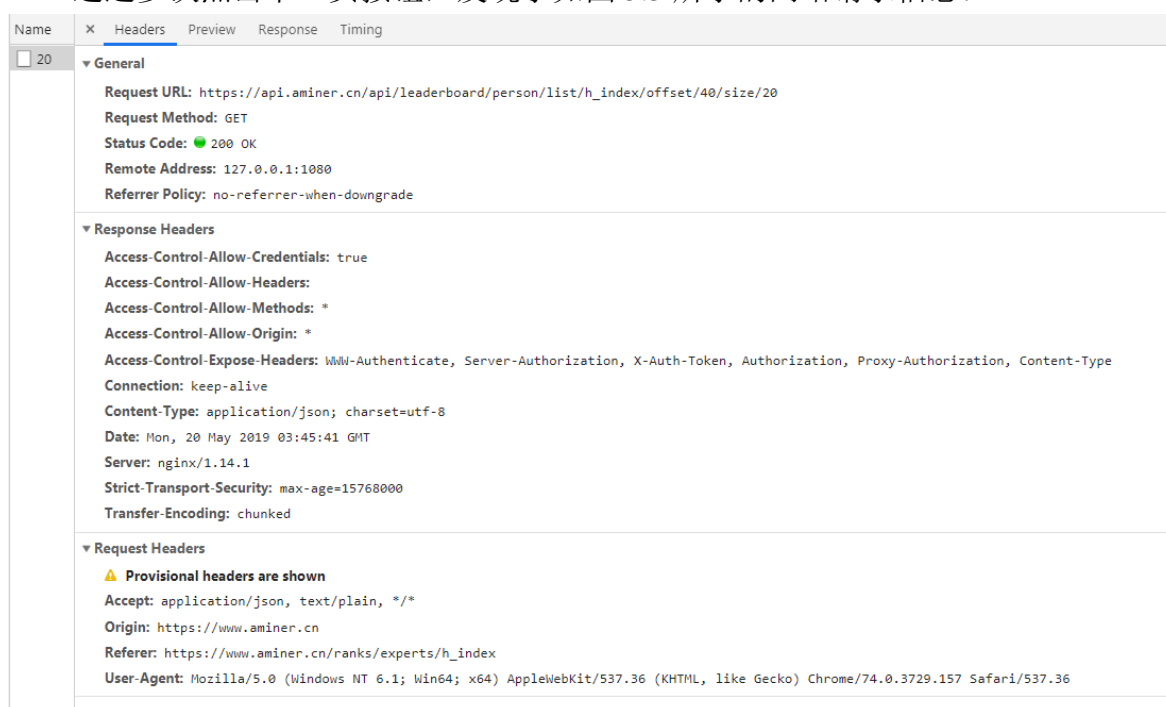 Name
× Headers Preview Response Timing
20
▼ General
Request URL: https://api.aminer.cn/api/leaderboard/person/list/h_index/offset/40/size/20
Request Method: GET
Status Code: 200 OK
Remote Address: 127.0.0.1:1080
Referrer Policy: no-referrer-when-downgrade
▼ Response Headers
Access-Control-Allow-Credentials: true
Access-Control-Allow-Headers:
Access-Control-Allow-Methods: *
Access-Control-Allow-Origin: *
Access-Control-Expose-Headers: WWW-Authenticate, Server-Authorization, X-Auth-Token, Authorization, Proxy-Authorization, Content-Type
Connection: keep-alive
Content-Type: application/json; charset=utf-8
Date: Mon, 20 May 2019 03:45:41 GMT
Server: nginx/1.14.1
Strict-Transport-Security: max-age=15768000
Transfer-Encoding: chunked
▼ Request Headers
Provisional headers are shown
Accept: application/json, text/plain, */*
Origin: https://www.aminer.cn
Referer: https://www.aminer.cn/ranks/experts/h_index
User-Agent: Mozilla/5.0 (Windows NT 6.1; Win64; x64) AppleWebKit/537.36 (KHTML, like Gecko) Chrome/74.0.3729.157 Safari/537.36